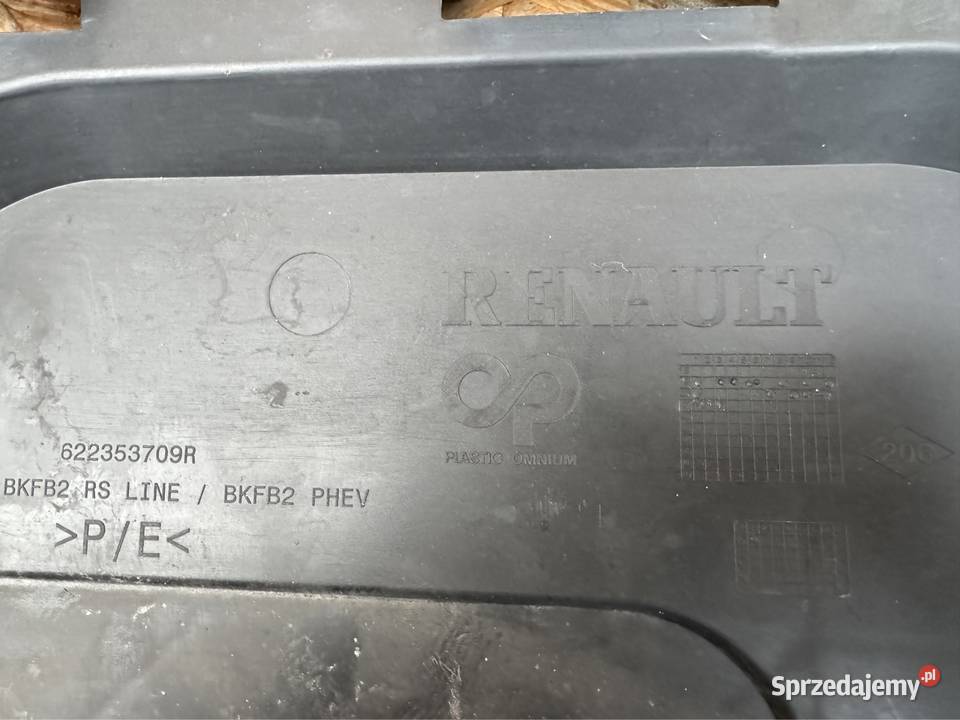 RENAULT
PLASTIC OMNIUM
622353709R
BKFB2 RS LINE / BKFB2 PHEV
>P/E<
Sprzedajemy.pl